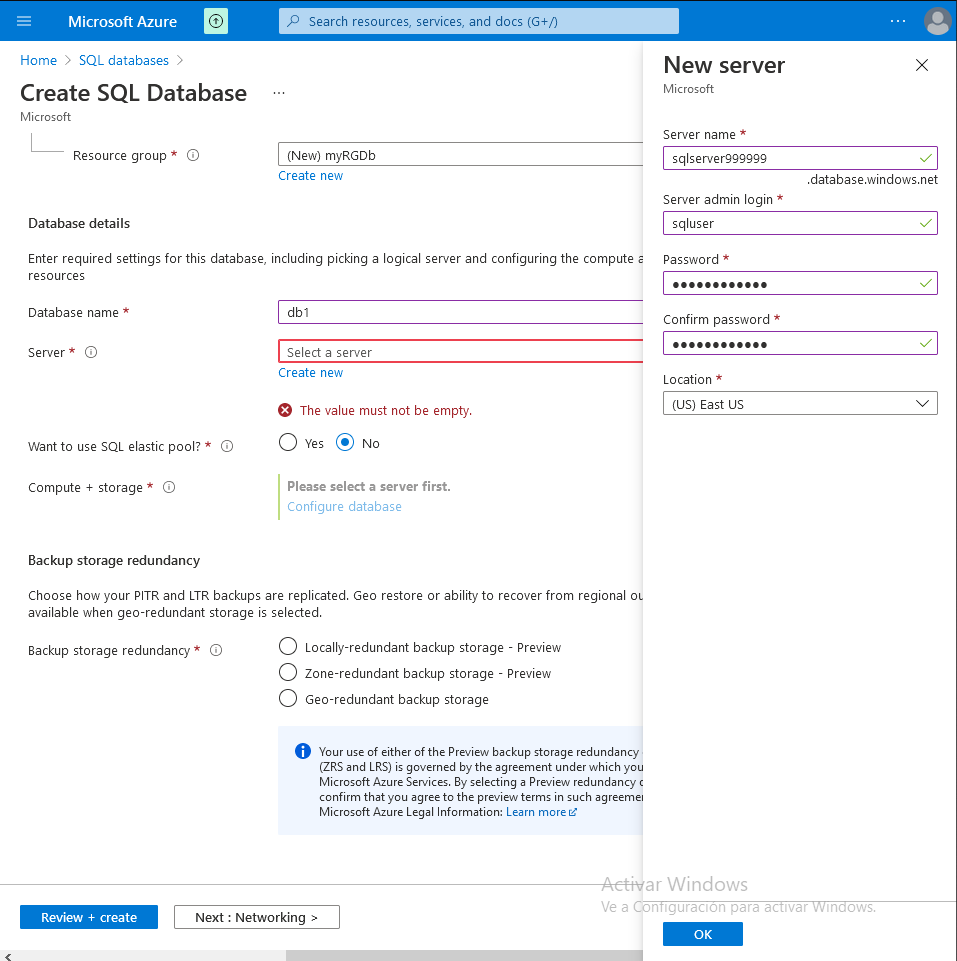 Microsoft Azure
Search resources, services, and docs (G+/)
Home > SQL databases >
Create SQL Database ...
Microsoft
Resource group *
(New) myRGDb
Create new
Database details
Enter required settings for this database, including picking a logical server and configuring the compute a
resources
Database name *
db1
Server *
Select a server
Create new
The value must not be empty.
Want to use SQL elastic pool? *
Yes
No
Compute + storage *
Please select a server first.
Configure database
Backup storage redundancy
Choose how your PITR and LTR backups are replicated. Geo restore or ability to recover from regional ou
available when geo-redundant storage is selected.
Backup storage redundancy *
Locally-redundant backup storage - Preview
Zone-redundant backup storage - Preview
Geo-redundant backup storage
Your use of either of the Preview backup storage redundancy
(ZRS and LRS) is governed by the agreement under which you
Microsoft Azure Services. By selecting a Preview redundancy
confirm that you agree to the preview terms in such agreemen
Microsoft Azure Legal Information: Learn more
Review + create
Next : Networking >
New server
Microsoft
Server name *
sqlserver999999
.database.windows.net
Server admin login *
sqluser
Password *
●●●●●●●●●●●●
Confirm password *
●●●●●●●●●●●●
Location *
(US) East US
Activar Windows
Ve a Configuración para activar Windows.
OK